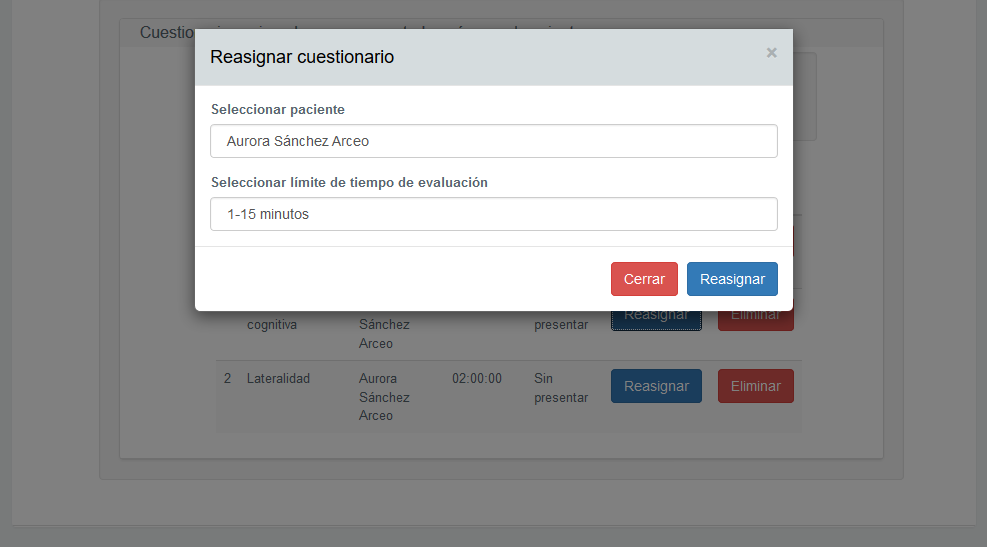 Cuestio
Reasignar cuestionario
×
Seleccionar paciente
Aurora Sánchez Arceo
Seleccionar límite de tiempo de evaluación
1-15 minutos
Cerrar Reasignar
cognitiva Sánchez presentar Reasignar Eliminar
Arceo
2 Lateralidad Aurora 02:00:00 Sin Reasignar Eliminar
Sánchez presentar
Arceo